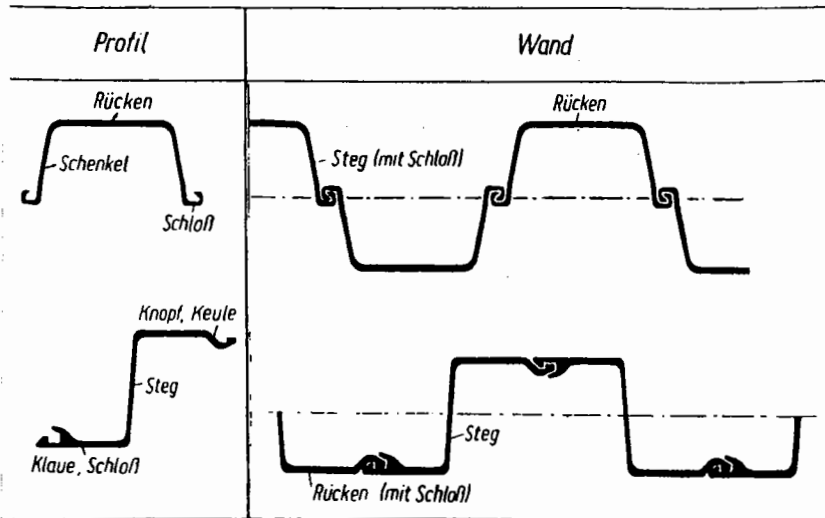 Profil
Wand
Rücken
Schenkel
Schloß
Rücken
Steg (mit Schloß)
Knopf, Keule
Steg
Klaue, Schloß
Steg
Rücken (mit Schloß)